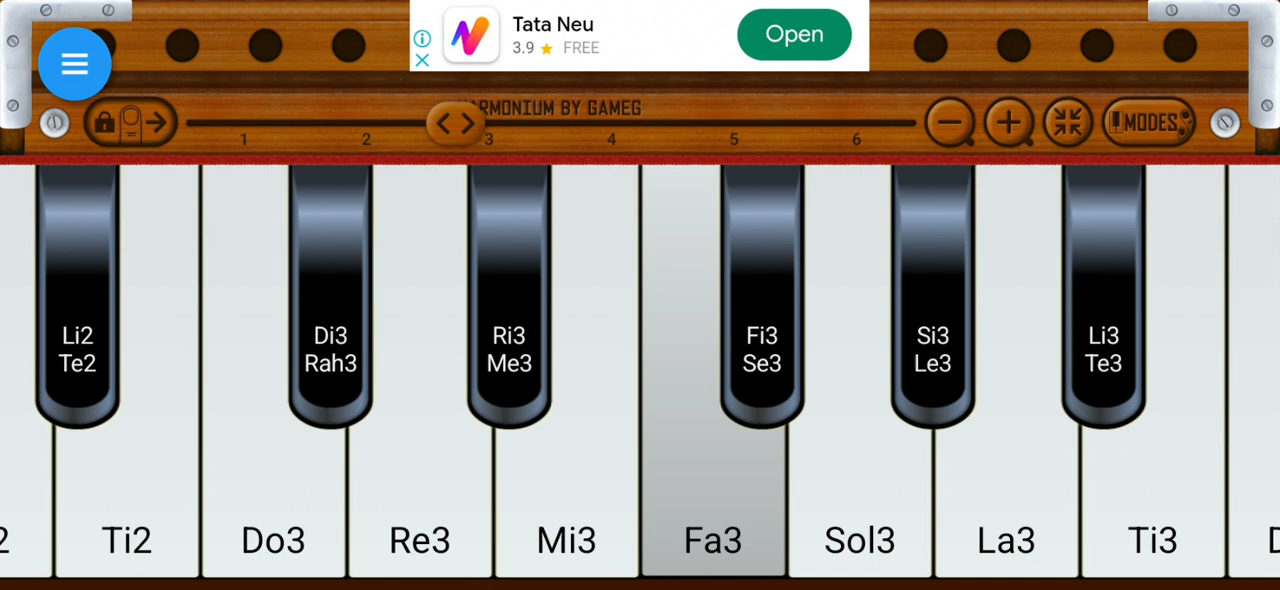 Tata Neu
3.9 ★ FREE
Open
ARMONIUM BY GAMEG
1 2 3 4 5 6
MODES
Li2 Di3 Ri3 Fi3 Si3 Li3
Te2 Rah3 Me3 Se3 Le3 Te3
2 Ti2 Do3 Re3 Mi3 Fa3 Sol3 La3 Ti3 D